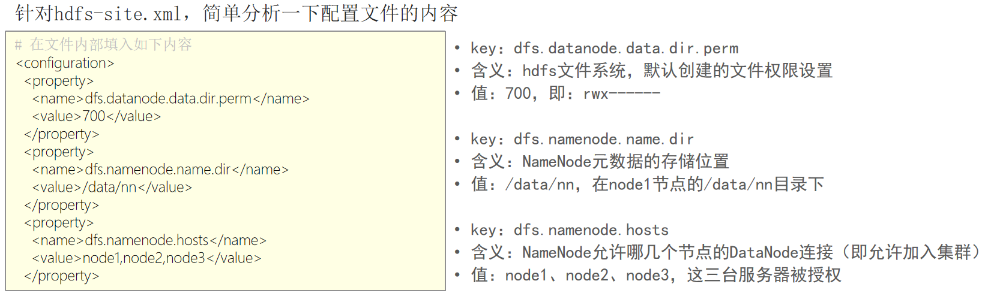 针对hdfs-site.xml，简单分析一下配置文件的内容
# 在文件内部填入如下内容
<configuration>
<property>
<name>dfs.datanode.data.dir.perm</name>
<value>700</value>
</property>
<property>
<name>dfs.namenode.name.dir</name>
<value>/data/nn</value>
</property>
<property>
<name>dfs.namenode.hosts</name>
<value>node1,node2,node3</value>
</property>
• key：dfs.datanode.data.dir.perm
• 含义：hdfs文件系统，默认创建的文件权限设置
• 值：700，即：rwx------
• key：dfs.namenode.name.dir
• 含义：NameNode元数据的存储位置
• 值：/data/nn，在node1节点的/data/nn目录下
• key：dfs.namenode.hosts
• 含义：NameNode允许哪几个节点的DataNode连接（即允许加入集群）
• 值：node1、node2、node3，这三台服务器被授权